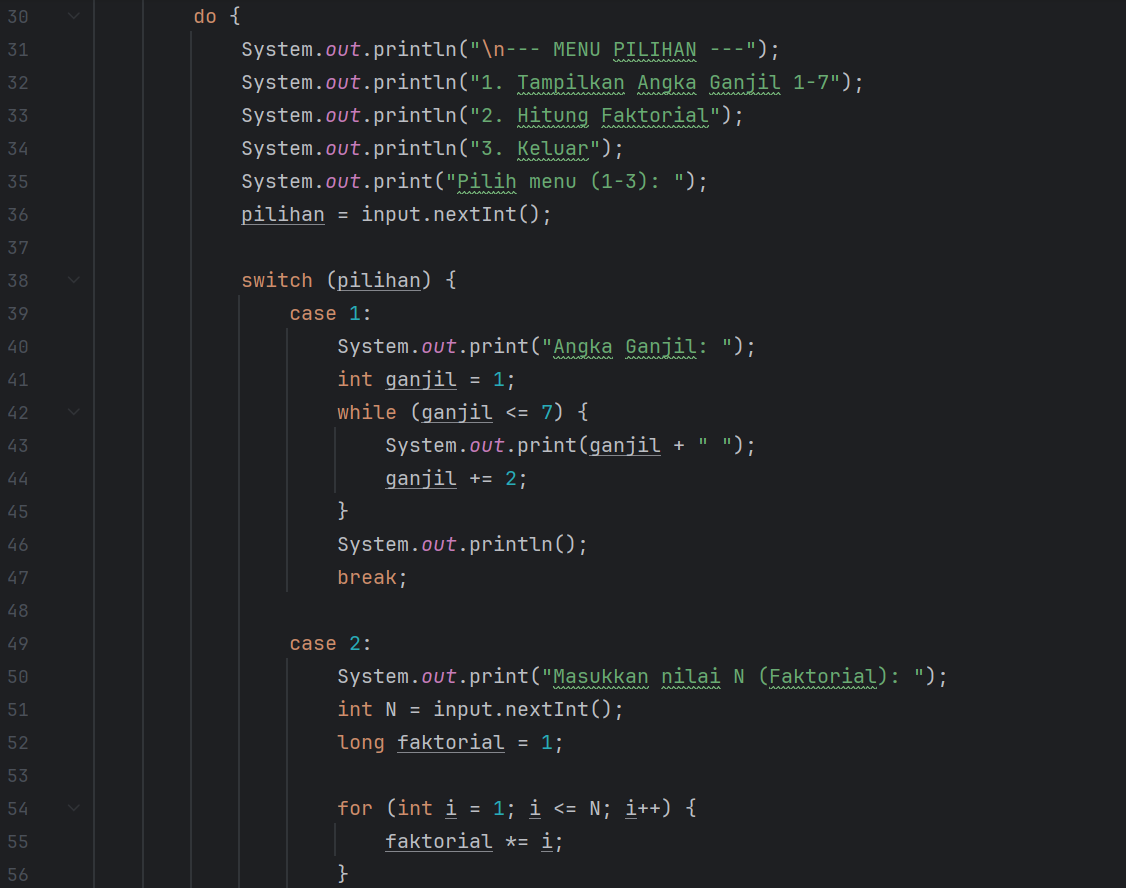 30 do {
31 System.out.println("\n--- MENU PILIHAN ---");
32 System.out.println("1. Tampilkan Angka Ganjil 1-7");
33 System.out.println("2. Hitung Faktorial");
34 System.out.println("3. Keluar");
35 System.out.print("Pilih menu (1-3): ");
36 pilihan = input.nextInt();
37
38 switch (pilihan) {
39 case 1:
40 System.out.print("Angka Ganjil: ");
41 int ganjil = 1;
42 while (ganjil <= 7) {
43 System.out.print(ganjil + " ");
44 ganjil += 2;
45 }
46 System.out.println();
47 break;
48
49 case 2:
50 System.out.print("Masukkan nilai N (Faktorial): ");
51 int N = input.nextInt();
52 long faktorial = 1;
53
54 for (int i = 1; i <= N; i++) {
55 faktorial *= i;
56 }